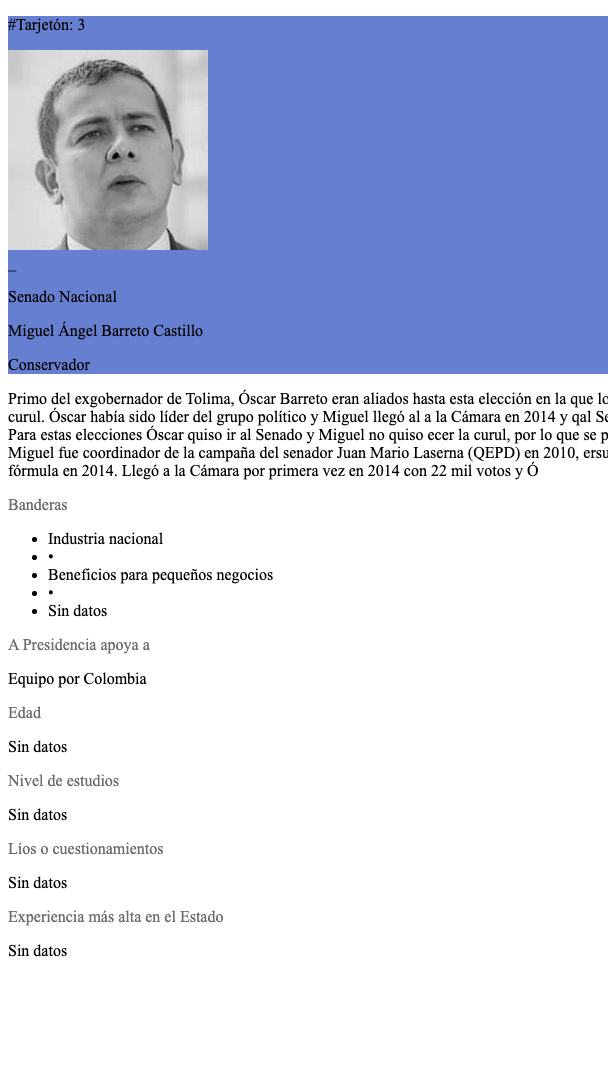 #Tarjetón: 3
_
Senado Nacional
Miguel Ángel Barreto Castillo
Conservador
Primo del exgobernador de Tolima, Óscar Barreto eran aliados hasta esta elección en la que lo
curul. Óscar había sido líder del grupo político y Miguel llegó al a la Cámara en 2014 y qal Se
Para estas elecciones Óscar quiso ir al Senado y Miguel no quiso ecer la curul, por lo que se p
Miguel fue coordinador de la campaña del senador Juan Mario Laserna (QEPD) en 2010, ersu
fórmula en 2014. Llegó a la Cámara por primera vez en 2014 con 22 mil votos y Ó
Banderas
• Industria nacional
• •
• Beneficios para pequeños negocios
• •
• Sin datos
A Presidencia apoya a
Equipo por Colombia
Edad
Sin datos
Nivel de estudios
Sin datos
Líos o cuestionamientos
Sin datos
Experiencia más alta en el Estado
Sin datos